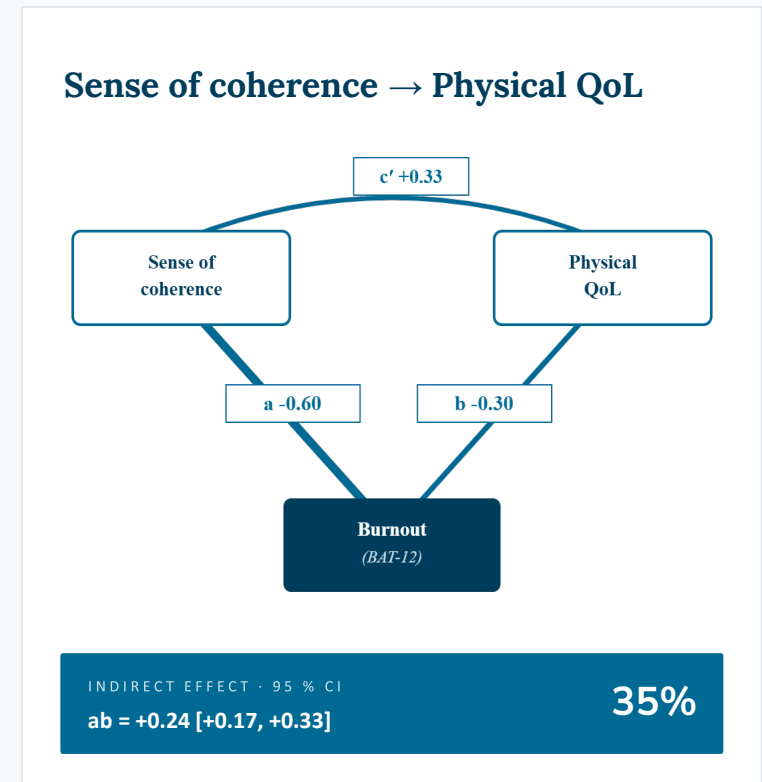 Sense of coherence → Physical QoL
c′ +0.33
Sense of
coherence
Physical
QoL
a -0.60
b -0.30
Burnout
(BAT-12)
INDIRECT EFFECT · 95 % CI
ab = +0.24 [+0.17, +0.33]
35%